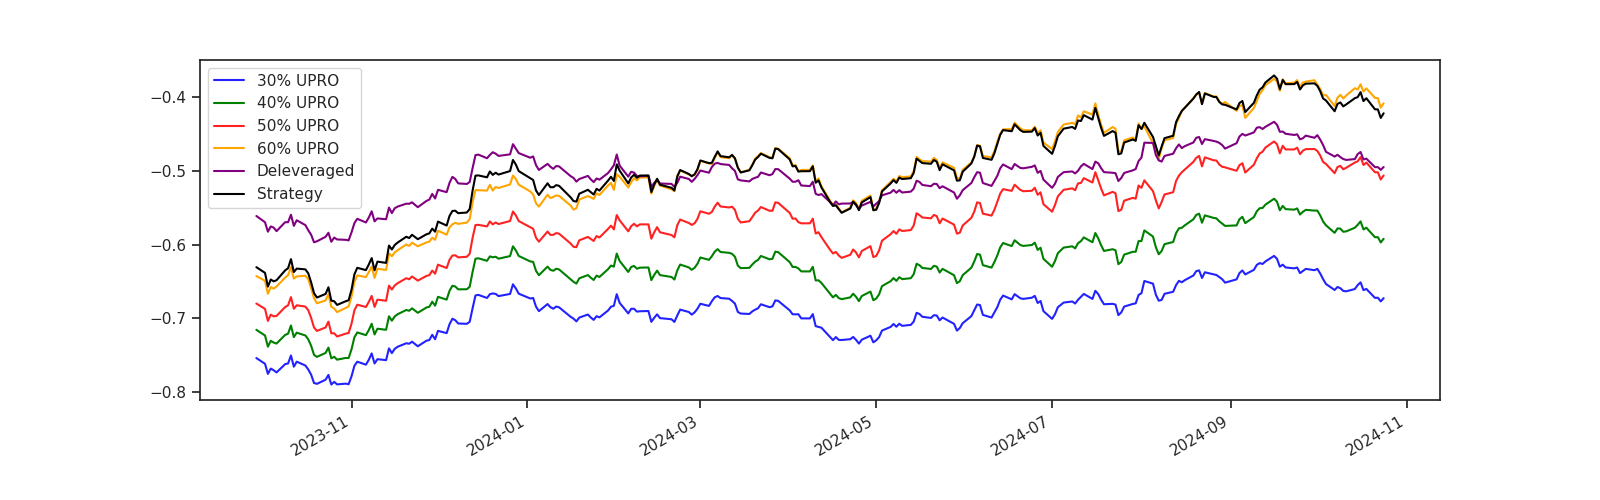 −0.4
−0.5
−0.6
−0.7
−0.8
30% UPRO
40% UPRO
50% UPRO
60% UPRO
Deleveraged
Strategy
2023-11
2024-01
2024-03
2024-05
2024-07
2024-09
2024-11